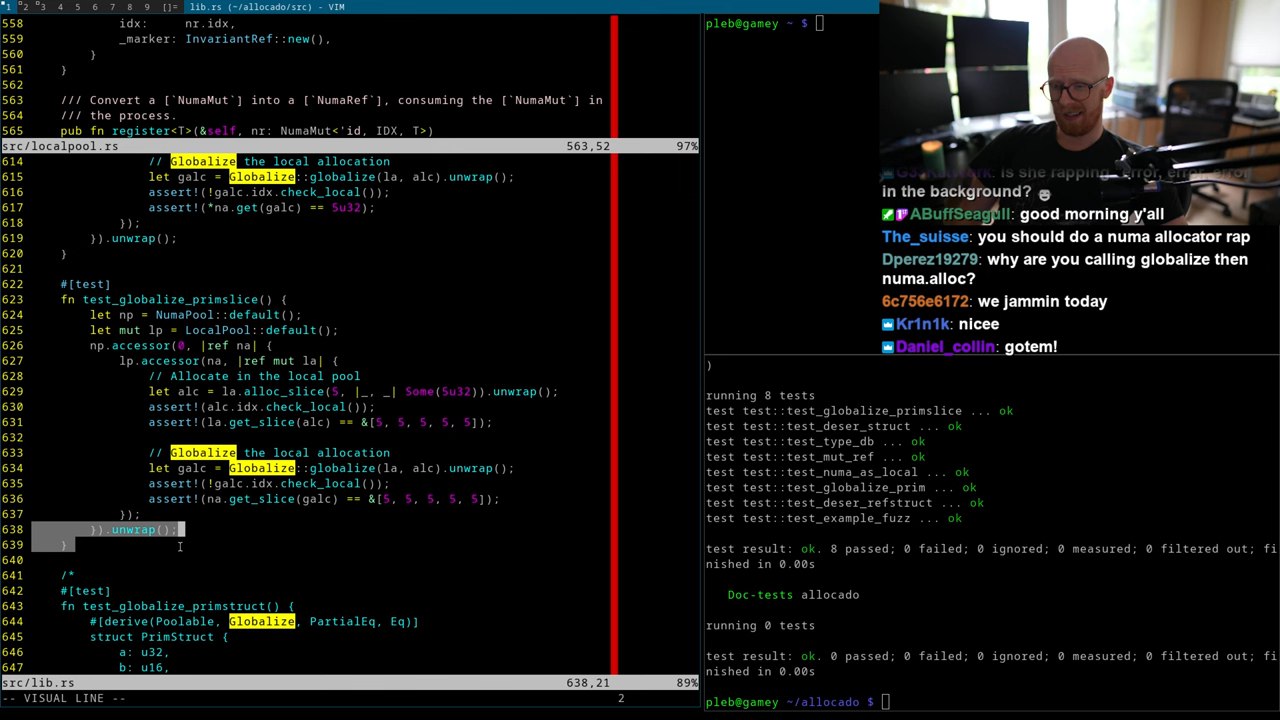 1 2 3 4 5 6 7 8 9 []= lib.rs (~/allocado/src) - VIM
558 idx: nr.idx,
559 _marker: InvariantRef::new(),
560 }
561 }
562
563 /// Convert a [`NumaMut`] into a [`NumaRef`], consuming the [`NumaMut`] in
564 /// the process.
565 pub fn register<T>(&self, nr: NumaMut<'id, IDX, T>)
src/localpool.rs 563,52 97%
614 // Globalize the local allocation
615 let galc = Globalize::globalize(la, alc).unwrap();
616 assert!(!galc.idx.check_local());
617 assert!(*na.get(galc) == 5u32);
618 });
619 }).unwrap();
620 }
621
622 #[test]
623 fn test_globalize_primslice() {
624 let np = NumaPool::default();
625 let mut lp = LocalPool::default();
626 np.accessor(0, |ref na| {
627 lp.accessor(na, |ref mut la| {
628 // Allocate in the local pool
629 let alc = la.alloc_slice(5, |_, _| Some(5u32)).unwrap();
630 assert!(alc.idx.check_local());
631 assert!(la.get_slice(alc) == &[5, 5, 5, 5, 5]);
632
633 // Globalize the local allocation
634 let galc = Globalize::globalize(la, alc).unwrap();
635 assert!(!galc.idx.check_local());
636 assert!(na.get_slice(galc) == &[5, 5, 5, 5, 5]);
637 });
638 }).unwrap();
639 }
640
641 /*
642 #[test]
643 fn test_globalize_primstruct() {
644 #[derive(Poolable, Globalize, PartialEq, Eq)]
645 struct PrimStruct {
646 a: u32,
647 b: u16,
src/lib.rs 638,21 89%
-- VISUAL LINE -- 2
pleb@gamey ~ $
is she rapping "error, error, error
in the background?
ABuffSeagull: good morning y'all
The_suisse: you should do a numa allocator rap
Dperez19279: why are you calling globalize then
numa.alloc?
6c756e6172: we jammin today
Kr1n1k: nicee
Daniel_collin: gotem!
)
running 8 tests
test test::test_globalize_primslice ... ok
test test::test_deser_struct ... ok
test test::test_type_db ... ok
test test::test_mut_ref ... ok
test test::test_numa_as_local ... ok
test test::test_globalize_prim ... ok
test test::test_deser_refstruct ... ok
test test::test_example_fuzz ... ok
test result: ok. 8 passed; 0 failed; 0 ignored; 0 measured; 0 filtered out; fi
nished in 0.00s
Doc-tests allocado
running 0 tests
test result: ok. 0 passed; 0 failed; 0 ignored; 0 measured; 0 filtered out; fi
nished in 0.00s
pleb@gamey ~/allocado $